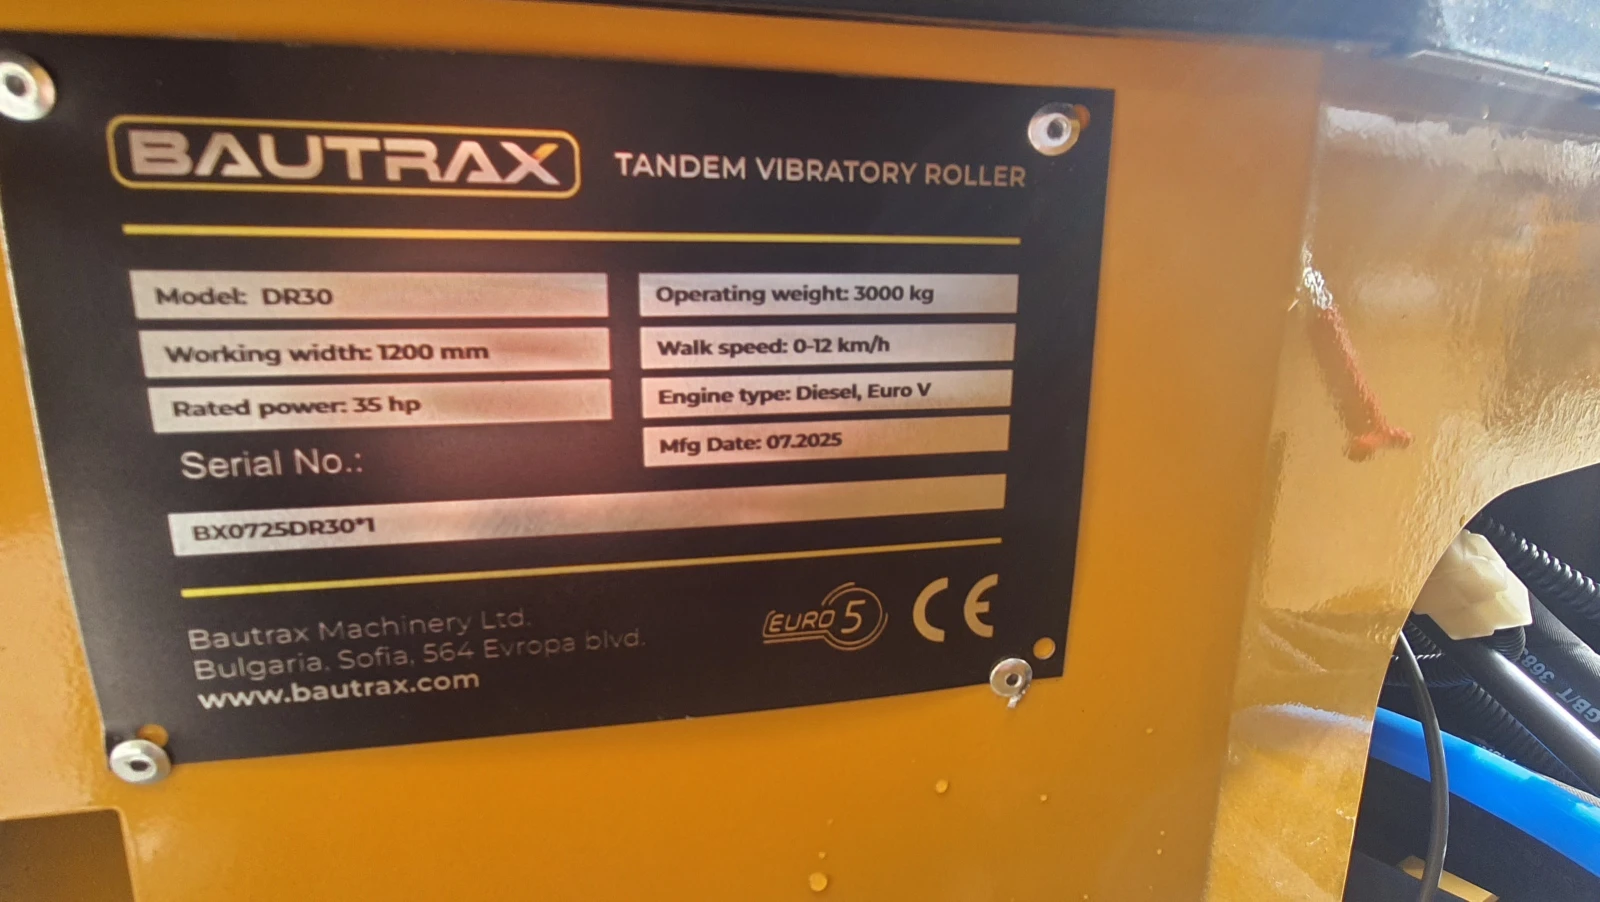 BAUTRAX
TANDEM VIBRATORY ROLLER
Model: DR30
Working width: 1200 mm
Rated power: 35 hp
Operating weight: 3000 kg
Walk speed: 0-12 km/h
Engine type: Diesel, Euro V
Mfg Date: 07.2025
Serial No.:
BX0725DR30*1
Bautrax Machinery Ltd.
Bulgaria, Sofia, 564 Evropa blvd.
www.bautrax.com
EURO 5
CE
GB/T